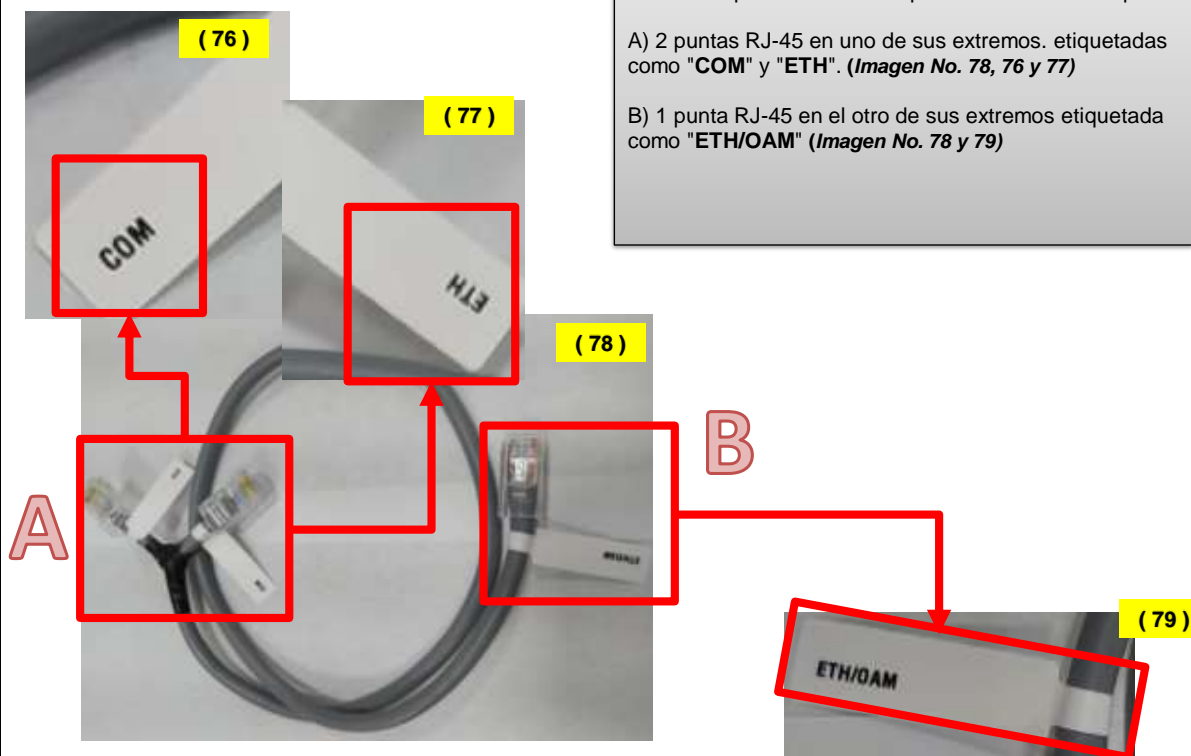 ( 76 )
A) 2 puntas RJ-45 en uno de sus extremos. etiquetadas
como "COM" y "ETH". (Imagen No. 78, 76 y 77)
( 77 )
B) 1 punta RJ-45 en el otro de sus extremos etiquetada
como "ETH/OAM" (Imagen No. 78 y 79)
COM
ETH
( 78 )
B
A
( 79 )
ETH/OAM